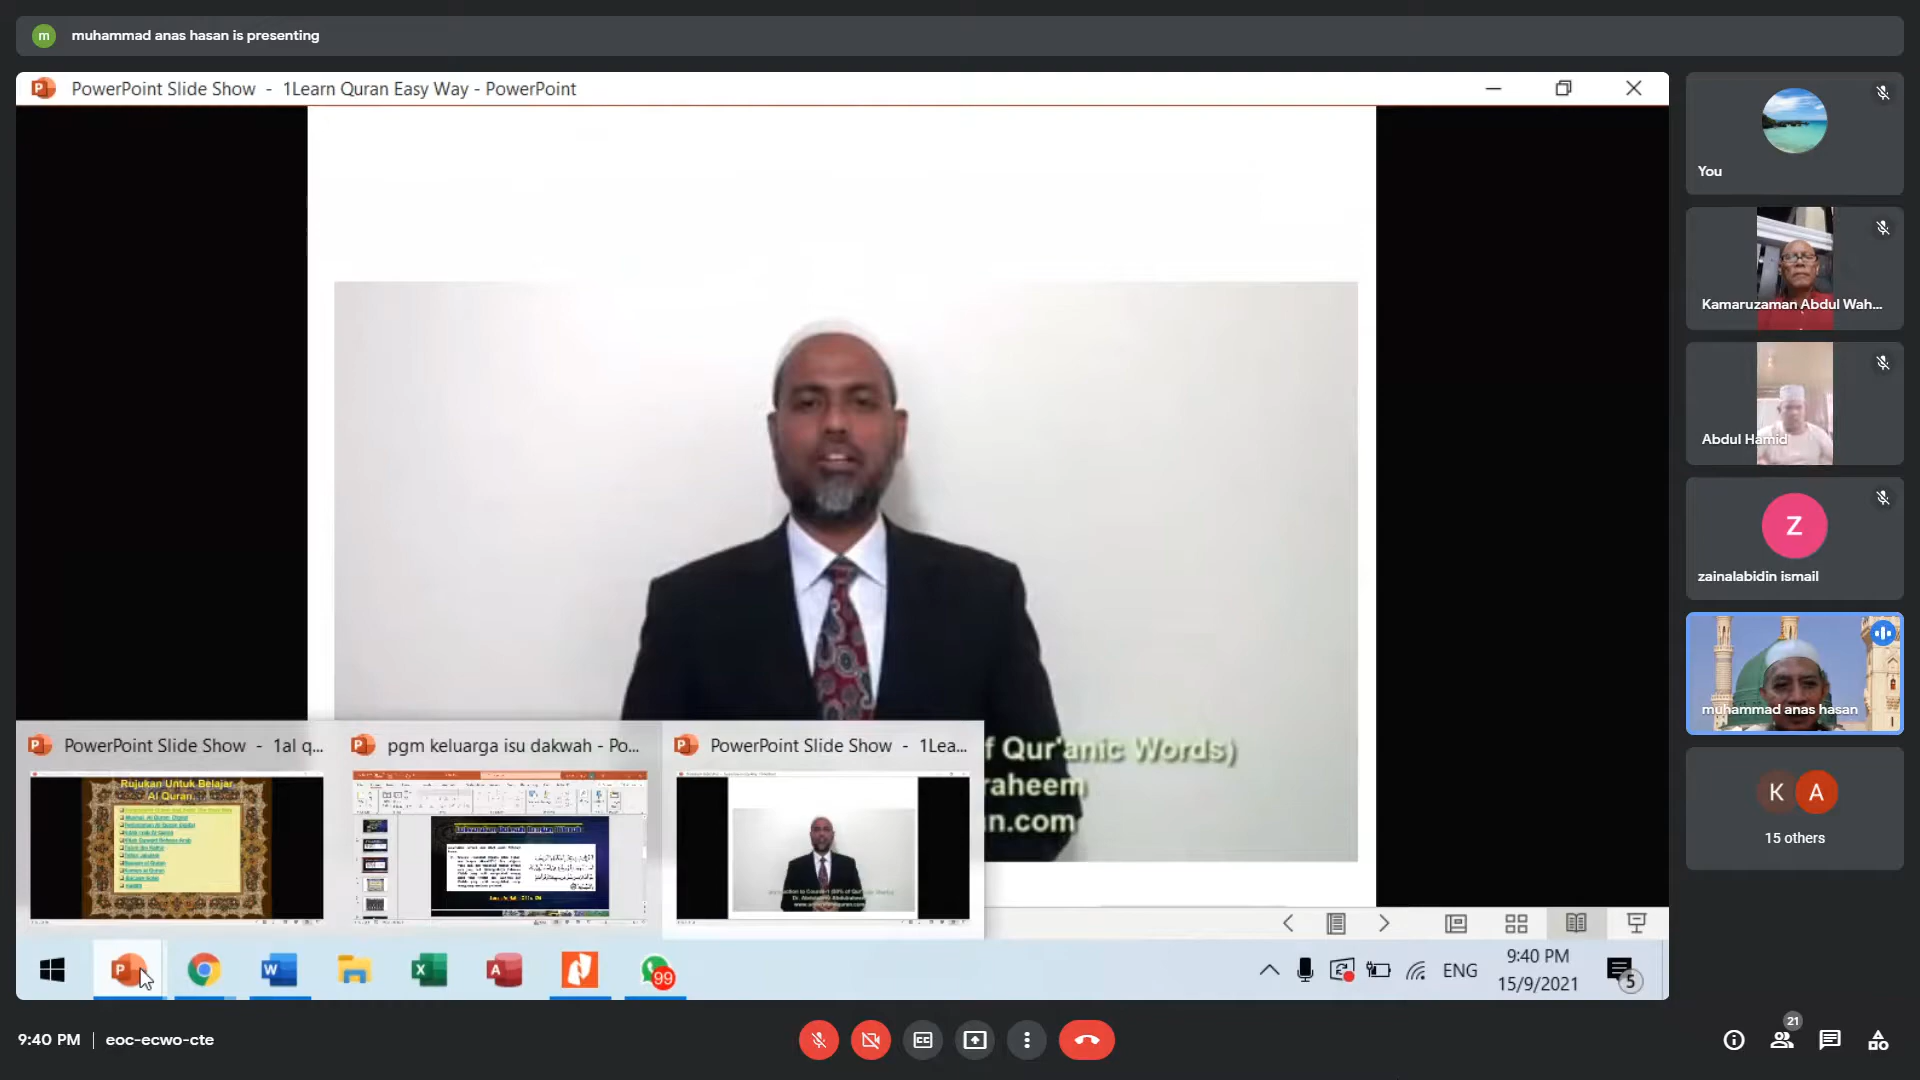 m
muhammad anas hasan is presenting
PowerPoint Slide Show - 1Learn Quran Easy Way - PowerPoint
You
Kamaruzaman Abdul Wah...
Abdul Hamid
Z
zainalabidin ismail
muhammad anas hasan
K A
15 others
f Qur'anic Words)
raheem
n.com
PowerPoint Slide Show - 1al q...
pgm keluarga isu dakwah - Po...
PowerPoint Slide Show - 1Lea...
Rujukan Untuk Belajar
Al Quran
99
ENG
9:40 PM
15/9/2021
5
9:40 PM
eoc-ecwo-cte
21